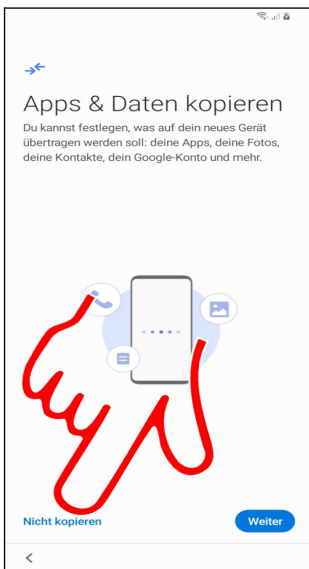 Apps & Daten kopieren
Du kannst festlegen, was auf dein neues Gerät
übertragen werden soll: deine Apps, deine Fotos,
deine Kontakte, dein Google-Konto und mehr.
Nicht kopieren
Weiter